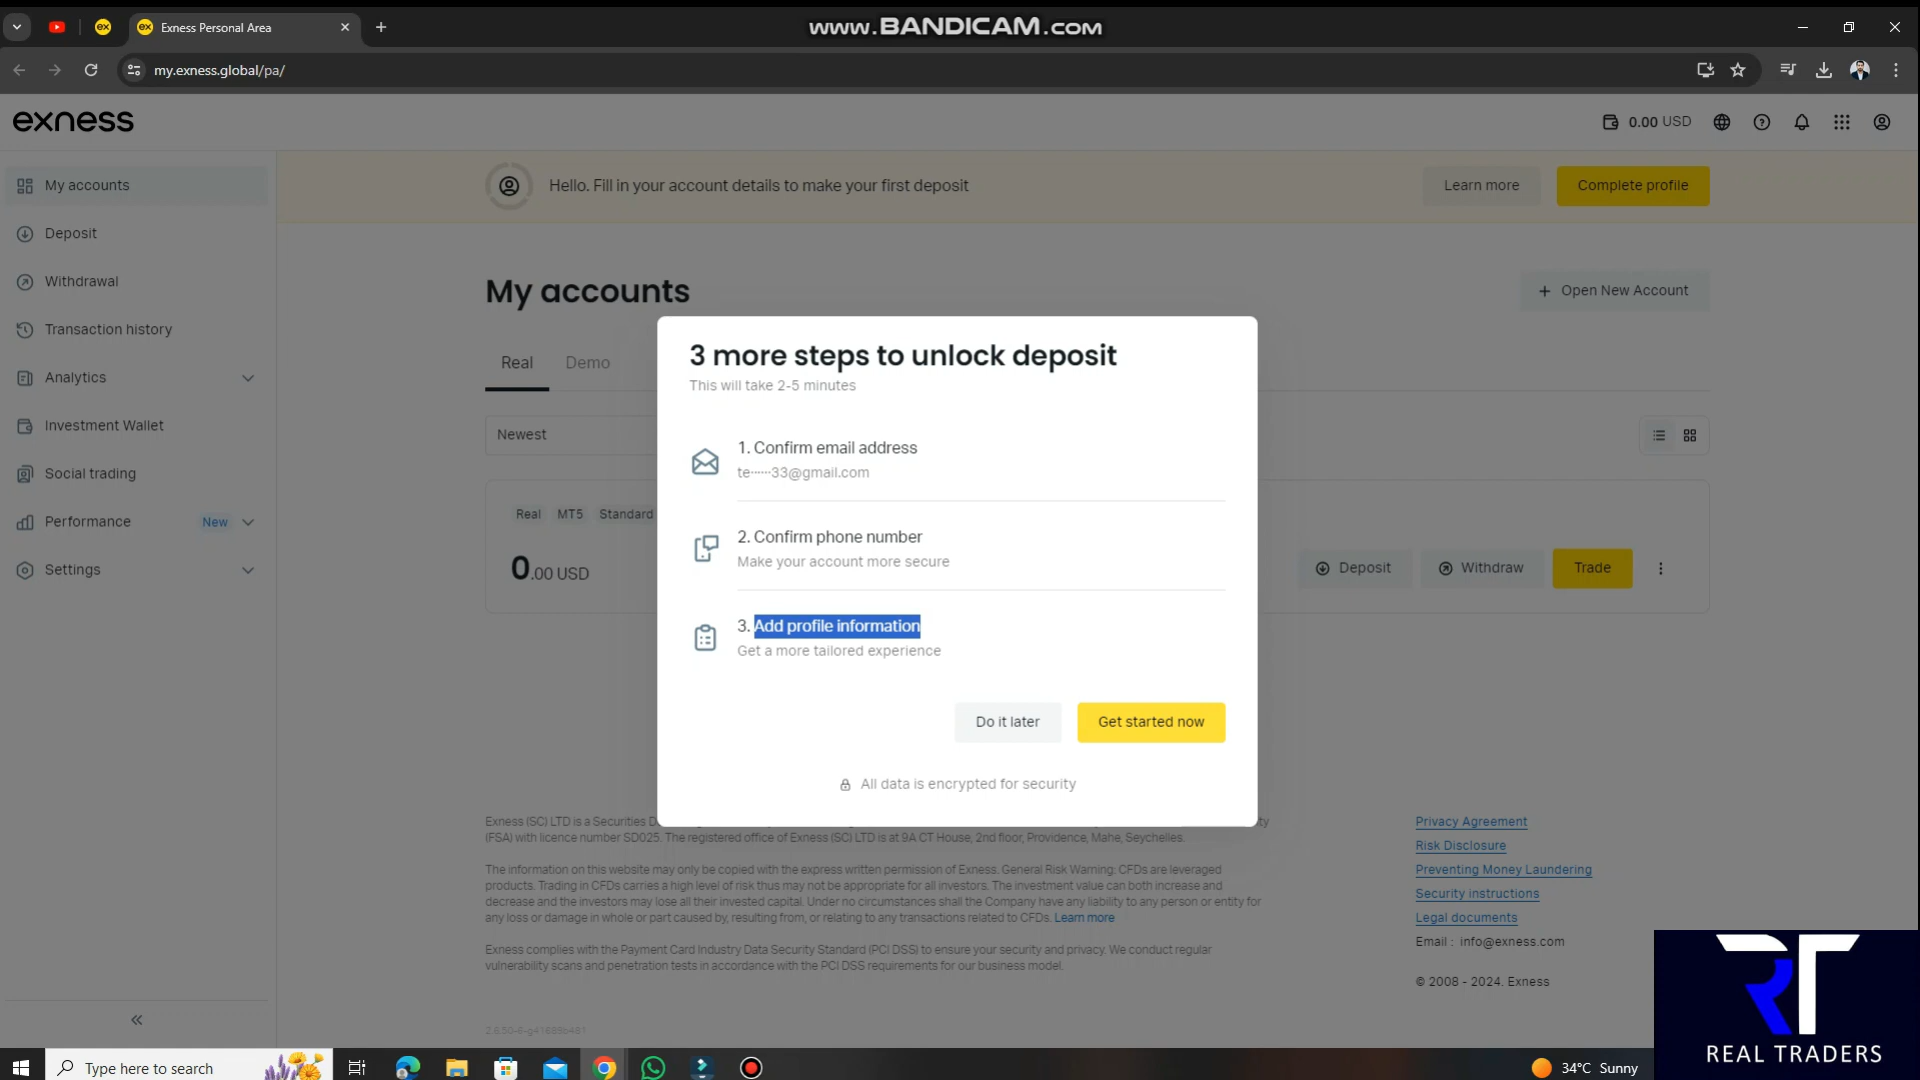 Exness Personal Area
www.BANDICAM.com
my.exness.global/pa/
exness
0.00 USD
My accounts
Deposit
Withdrawal
Transaction history
Analytics
Investment Wallet
Social trading
Performance New
Settings
Hello. Fill in your account details to make your first deposit
Learn more
Complete profile
My accounts
+ Open New Account
Real Demo
Newest
Real MT5 Standard
0.00 USD
Deposit
Withdraw
Trade
3 more steps to unlock deposit
This will take 2-5 minutes
1. Confirm email address
te······33@gmail.com
2. Confirm phone number
Make your account more secure
3. Add profile information
Get a more tailored experience
Do it later
Get started now
All data is encrypted for security
Exness (SC) LTD is a Securities D ty
(FSA) with licence number SD025. The registered office of Exness (SC) LTD is at 9A CT House, 2nd floor, Providence, Mahe, Seychelles.
The information on this website may only be copied with the express written permission of Exness. General Risk Warning: CFDs are leveraged
products. Trading in CFDs carries a high level of risk thus may not be appropriate for all investors. The investment value can both increase and
decrease and the investors may lose all their invested capital. Under no circumstances shall the Company have any liability to any person or entity for
any loss or damage in whole or part caused by, resulting from, or relating to any transactions related to CFDs. Learn more
Exness complies with the Payment Card Industry Data Security Standard (PCI DSS) to ensure your security and privacy. We conduct regular
vulnerability scans and penetration tests in accordance with the PCI DSS requirements for our business model.
Privacy Agreement
Risk Disclosure
Preventing Money Laundering
Security instructions
Legal documents
Email : info@exness.com
© 2008 - 2024. Exness
RT
REAL TRADERS
Type here to search
34°C Sunny